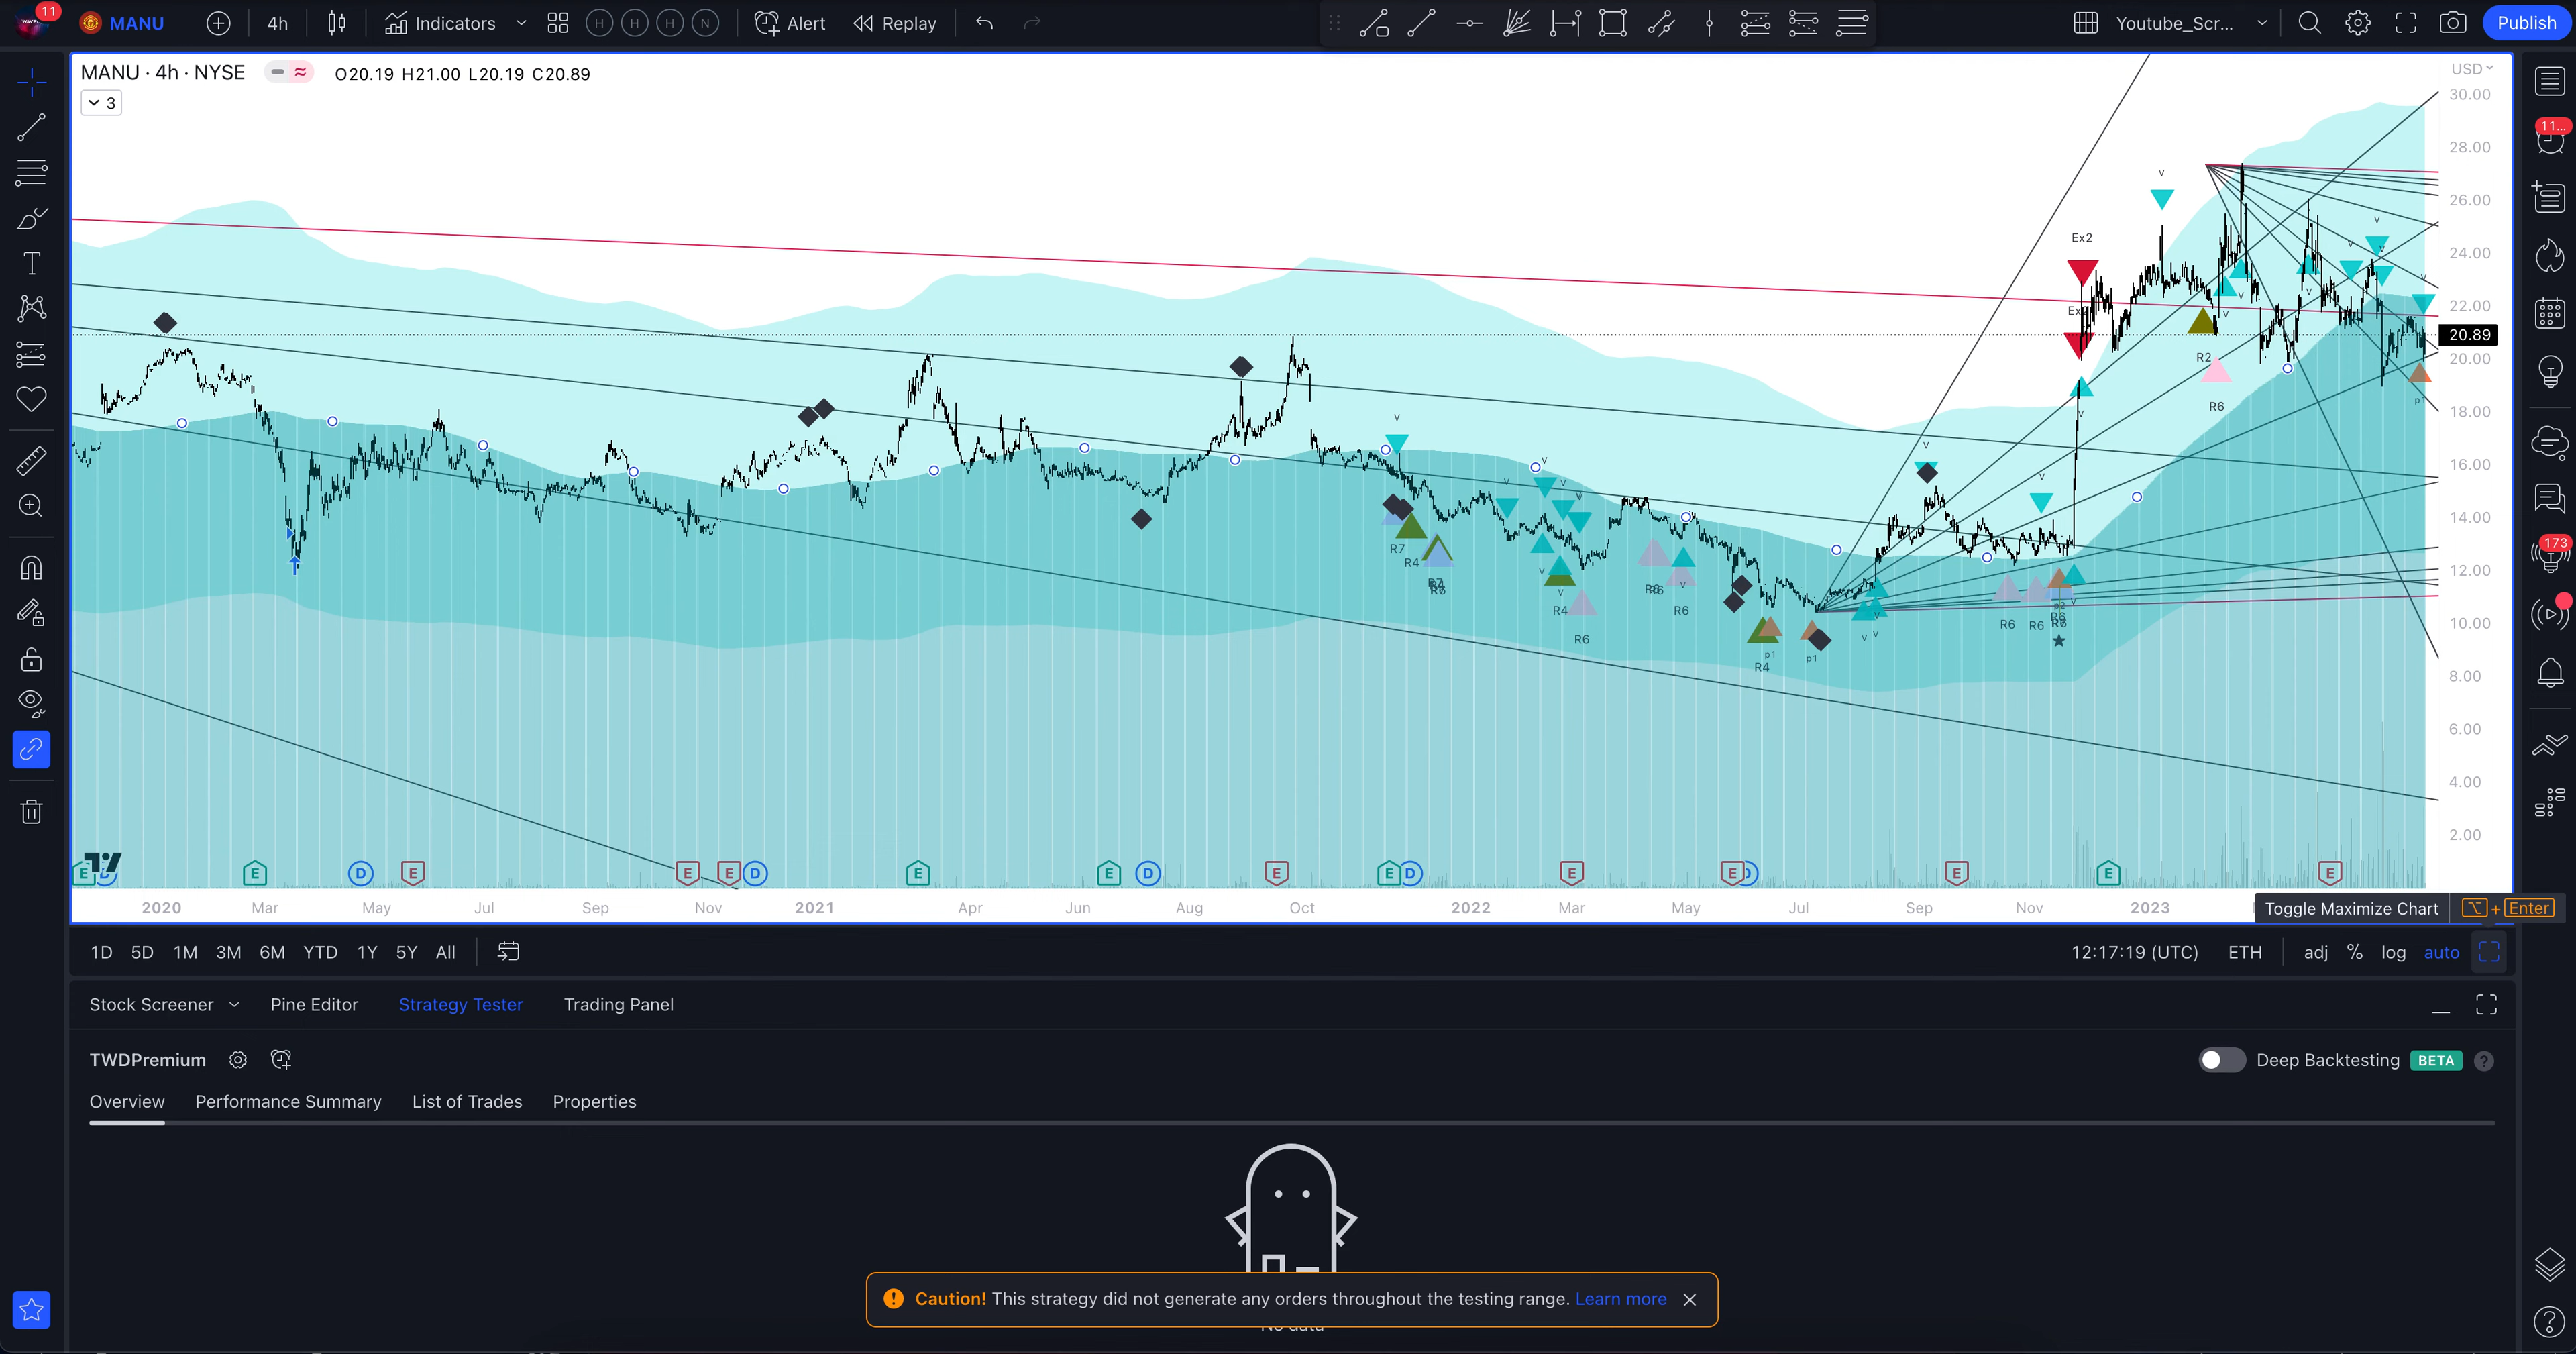 11
MANU
4h
Indicators
H H H N
Alert
Replay
Youtube_Scr...
Publish
MANU · 4h · NYSE
O20.19 H21.00 L20.19 C20.89
3
USD
30.00
28.00
26.00
24.00
22.00
20.89
20.00
18.00
16.00
14.00
12.00
10.00
8.00
6.00
4.00
2.00
11...
173
v
Ex2
v
v
v
v
v
R2
R6
p1
v
v
v
v
v
v
R7
R4
R4
R6
R6
R6
R4
p1
p1
v v
R6
R6
p2
E
E
D
E
E
E
D
E
E
D
E
E
D
E
E
E
E
E
2020 Mar May Jul Sep Nov 2021 Apr Jun Aug Oct 2022 Mar May Jul Sep Nov 2023
Toggle Maximize Chart
⌥ + Enter
1D 5D 1M 3M 6M YTD 1Y 5Y All
12:17:19 (UTC) ETH adj % log auto
Stock Screener Pine Editor Strategy Tester Trading Panel
TWDPremium
Deep Backtesting BETA ?
Overview Performance Summary List of Trades Properties
Caution! This strategy did not generate any orders throughout the testing range. Learn more
No data